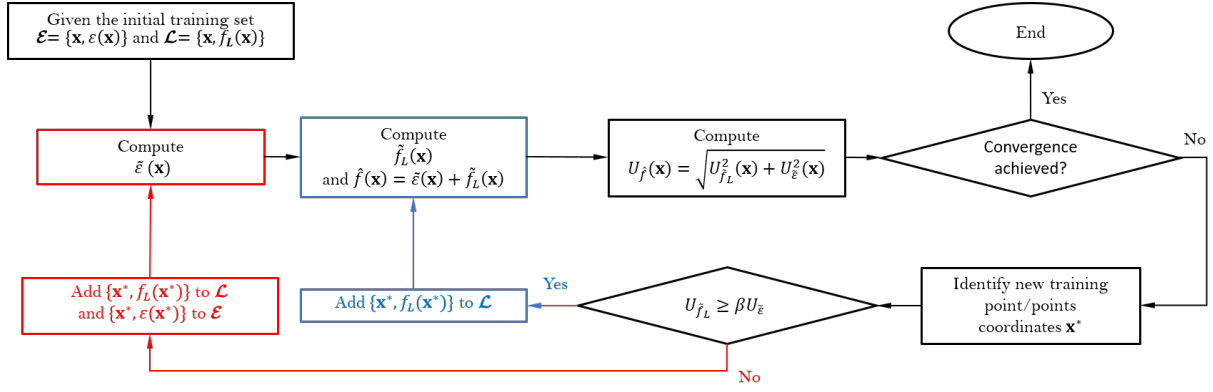 Given the initial training set
𝓔= {𝐱, 𝜀(𝐱)} and 𝓛= {𝐱, f_L(𝐱)}
Compute
ε̃ (𝐱)
Compute
f̃_L(𝐱)
and f̂(𝐱) = ε̃(𝐱) + f̃_L(𝐱)
Compute
U_f̂(𝐱) = √(U²_f̃_L(𝐱) + U²_ε̃(𝐱))
Convergence
achieved?
Yes
End
No
Identify new training
point/points
coordinates 𝐱*
U_f̃_L ≥ βU_ε̃
Yes
Add {𝐱*, f_L(𝐱*)} to 𝓛
No
Add {𝐱*, f_L(𝐱*)} to 𝓛
and {𝐱*, 𝜀(𝐱*)} to 𝓔